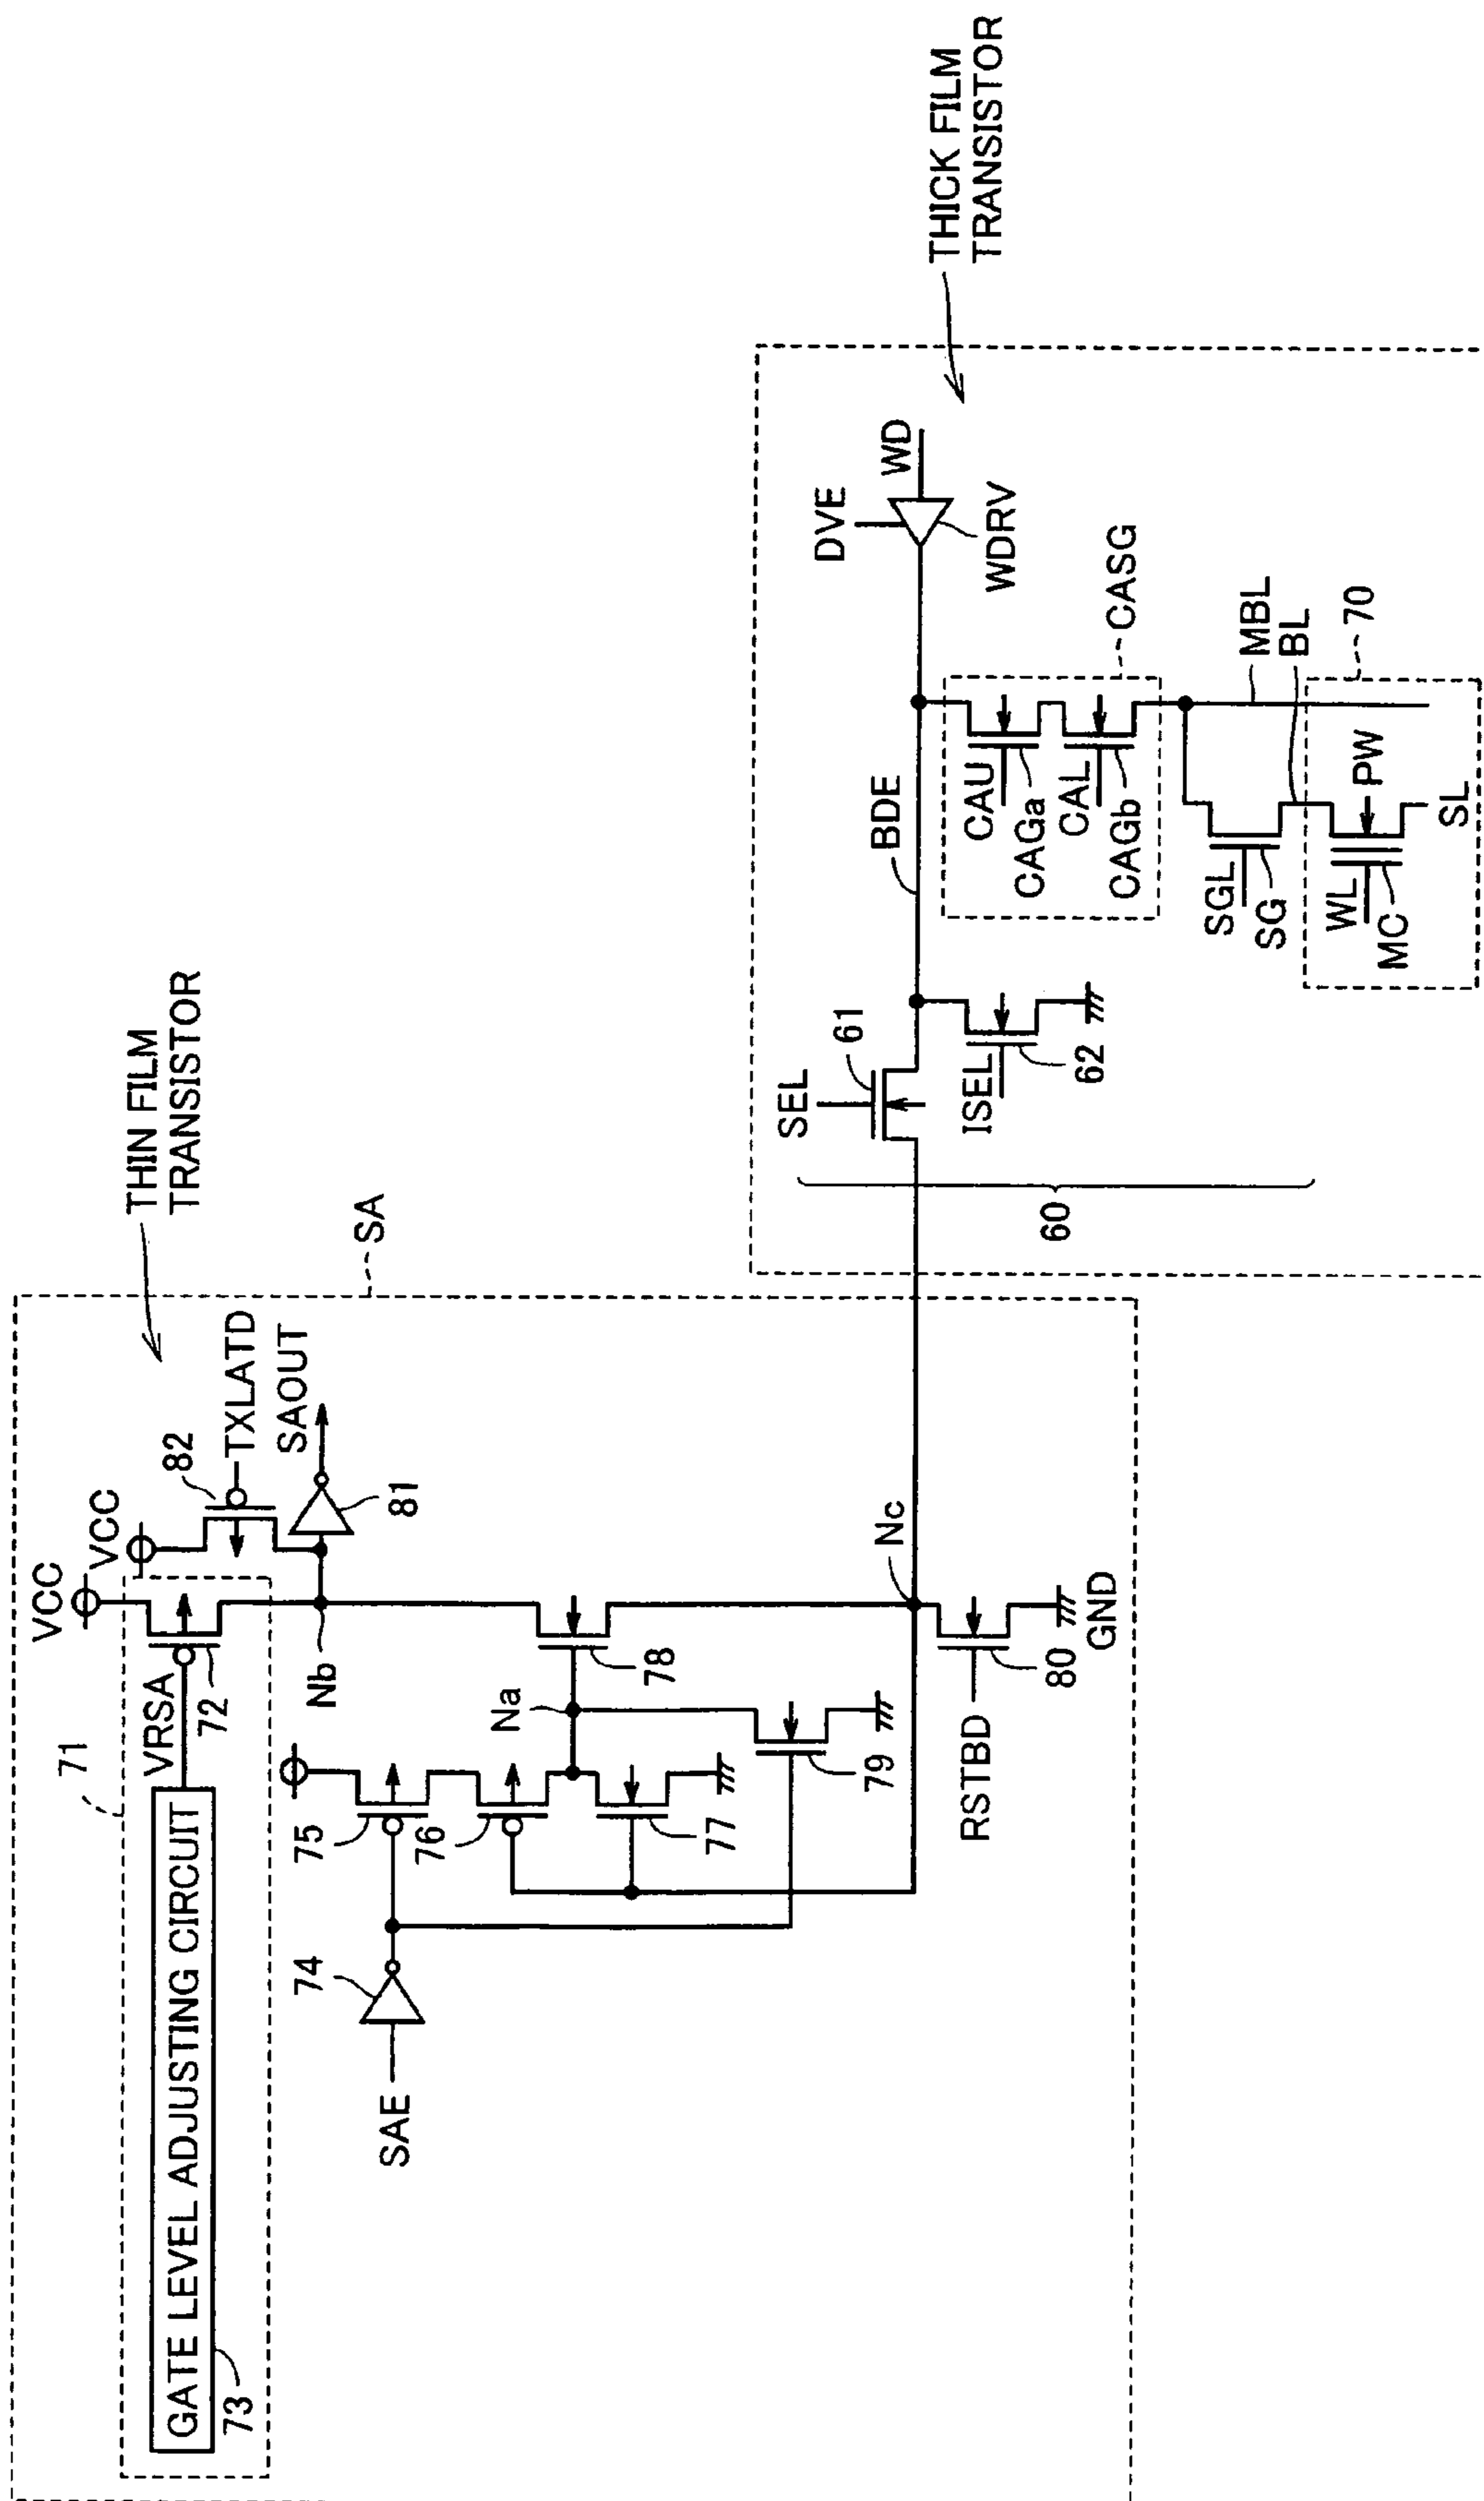 THIN FILM
TRANSISTOR
THICK FILM
TRANSISTOR
71
VCC
VCC
82
TXLATD
SAOUT
SA
GATE LEVEL ADJUSTING CIRCUIT
VRSA
73
72
81
Nb
SAE
74
75
76
77
Na
78
79
Nc
RSTBD
80
GND
60
SEL
61
ISEL
62
BDE
DVE
WD
WDRV
CASG
CAU
CAGa
CAL
CAGb
SGL
SG
MBL
BL
70
WL
MC
PW
SL